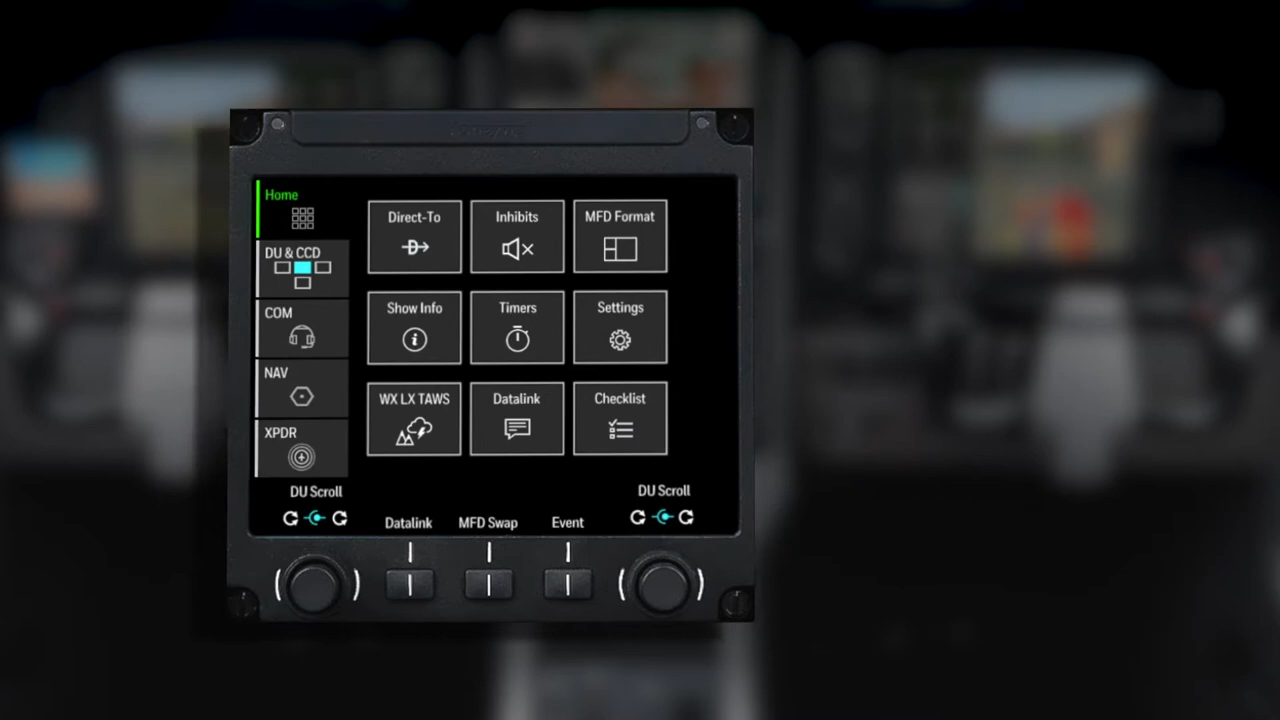 Home
DU & CCD
COM
NAV
XPDR
Direct-To
Inhibits
MFD Format
Show Info
Timers
Settings
WX LX TAWS
Datalink
Checklist
DU Scroll
Datalink
MFD Swap
Event
DU Scroll